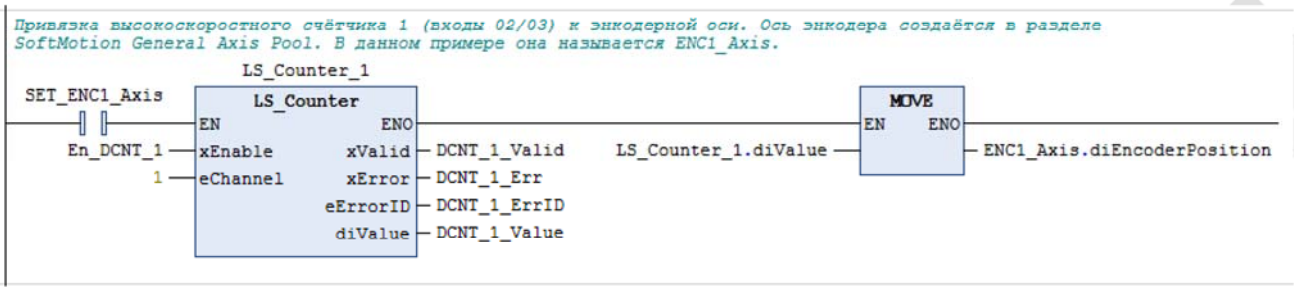 Привязка высокоскоростного счётчика 1 (входы 02/03) к энкодерной оси. Ось энкодера создаётся в разделе
SoftMotion General Axis Pool. В данном примере она называется ENC1_Axis.
LS_Counter_1
SET_ENC1_Axis
LS_Counter
MOVE
EN ENO
EN ENO
En_DCNT_1 xEnable xValid DCNT_1_Valid
LS_Counter_1.diValue
ENC1_Axis.diEncoderPosition
1 eChannel xError DCNT_1_Err
eErrorID DCNT_1_ErrID
diValue DCNT_1_Value